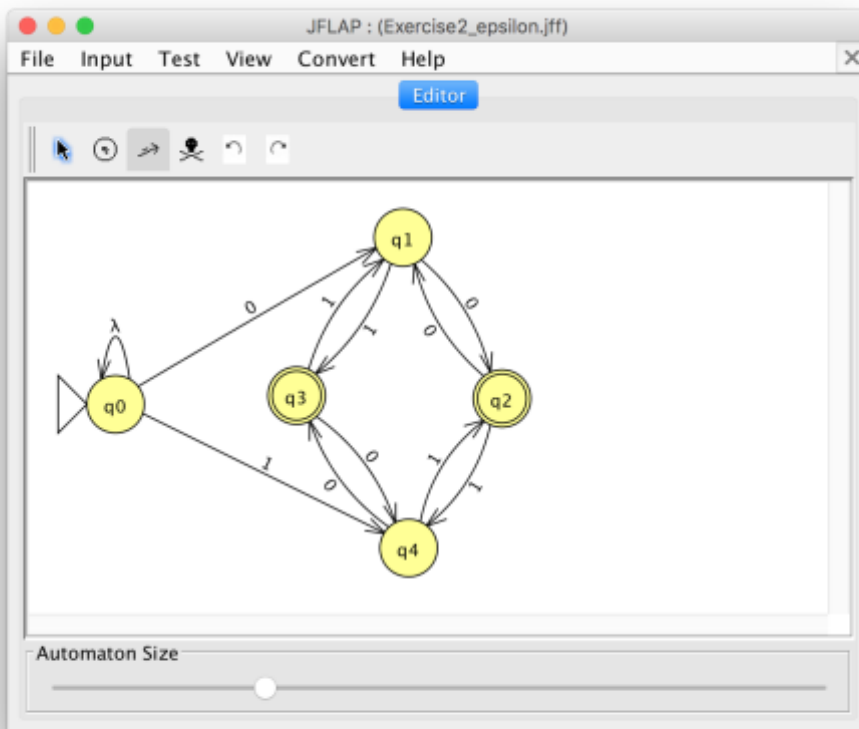 JFLAP : (Exercise2_epsilon.jff)
File Input Test View Convert Help ×
Editor
q1
0
1
1
0
0
λ
q0
q3
q2
1
0
0
1
1
q4
Automaton Size